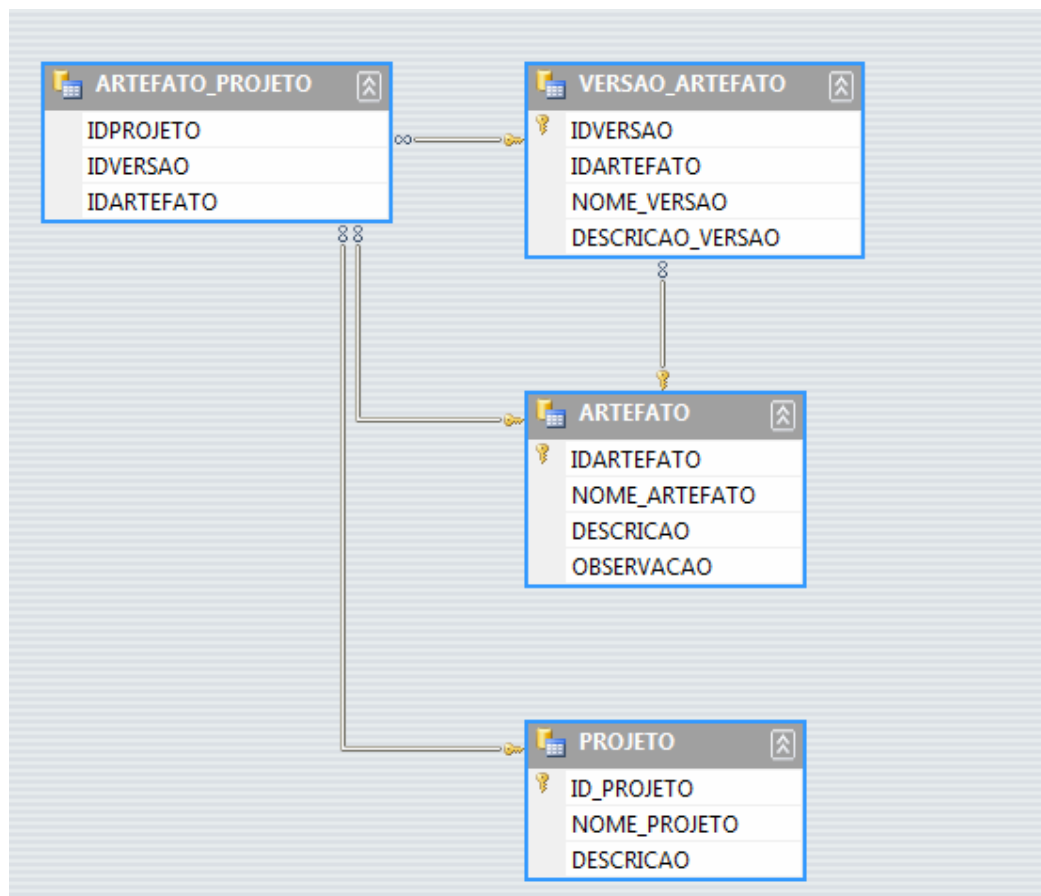 ARTEFATO_PROJETO
IDPROJETO
IDVERSAO
IDARTEFATO
VERSAO_ARTEFATO
IDVERSAO
IDARTEFATO
NOME_VERSAO
DESCRICAO_VERSAO
ARTEFATO
IDARTEFATO
NOME_ARTEFATO
DESCRICAO
OBSERVACAO
PROJETO
ID_PROJETO
NOME_PROJETO
DESCRICAO